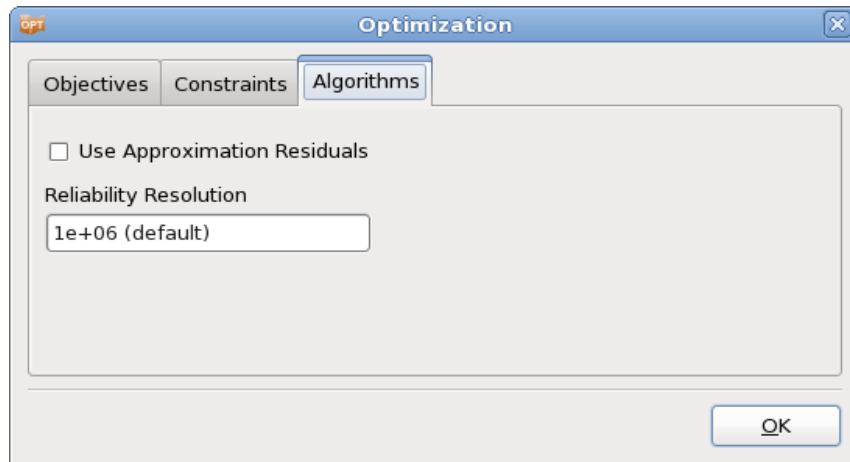 OPT
Optimization
Objectives
Constraints
Algorithms
Use Approximation Residuals
Reliability Resolution
1e+06 (default)
OK